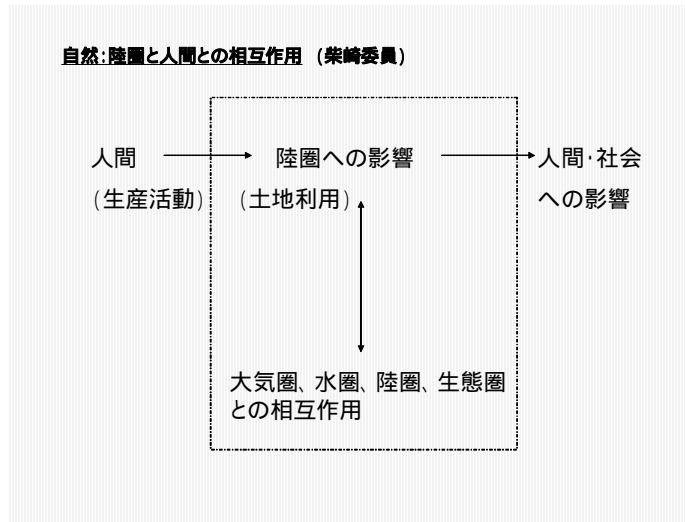 自然:陸圏と人間との相互作用 (柴崎委員)
人間
(生産活動)
陸圏への影響
(土地利用)
人間・社会
への影響
大気圏、水圏、陸圏、生態圏
との相互作用